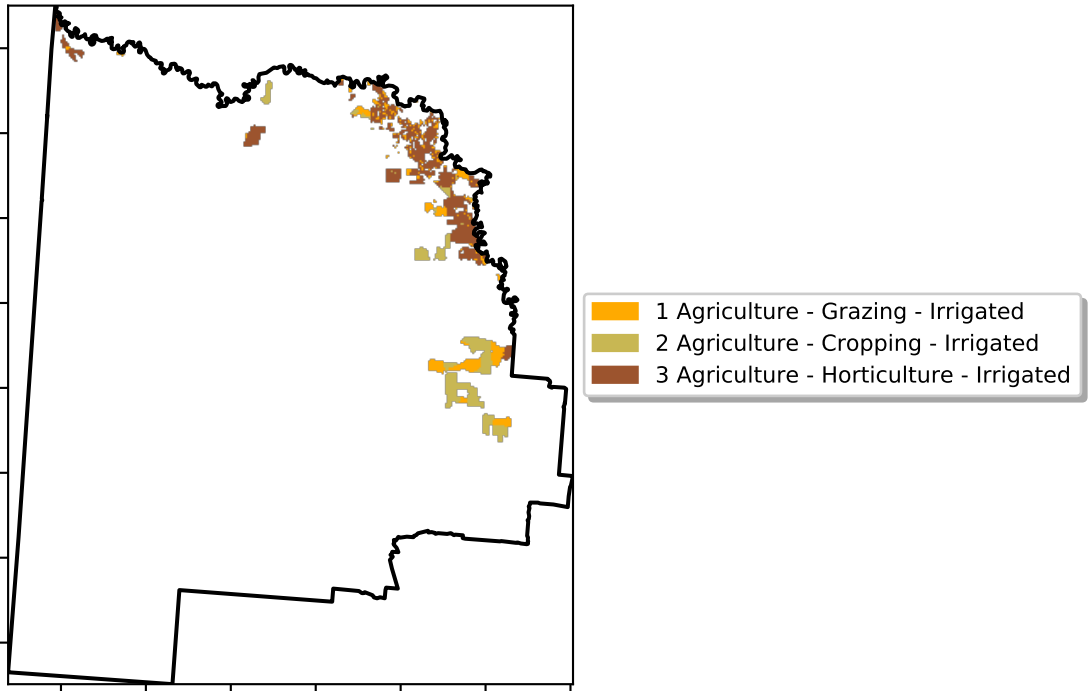 1 Agriculture - Grazing - Irrigated
2 Agriculture - Cropping - Irrigated
3 Agriculture - Horticulture - Irrigated